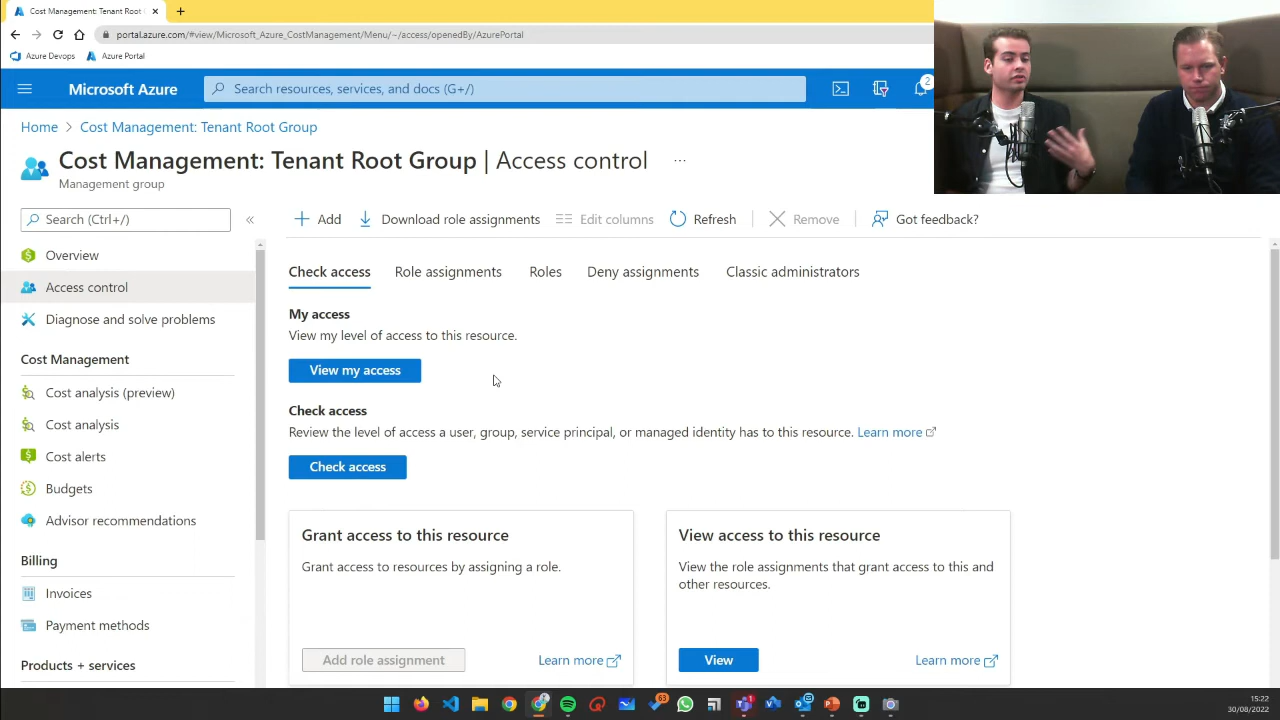 Cost Management: Tenant Root G
portal.azure.com/#view/Microsoft_Azure_CostManagement/Menu/~/access/openedBy/AzurePortal
Azure Devops
Azure Portal
Microsoft Azure
Search resources, services, and docs (G+/)
2
Home > Cost Management: Tenant Root Group
Cost Management: Tenant Root Group | Access control
...
Management group
Search (Ctrl+/)
«
Add
Download role assignments
Edit columns
Refresh
Remove
Got feedback?
Overview
Access control
Diagnose and solve problems
Cost Management
Cost analysis (preview)
Cost analysis
Cost alerts
Budgets
Advisor recommendations
Billing
Invoices
Payment methods
Products + services
Check access
Role assignments
Roles
Deny assignments
Classic administrators
My access
View my level of access to this resource.
View my access
Check access
Review the level of access a user, group, service principal, or managed identity has to this resource. Learn more
Check access
Grant access to this resource
Grant access to resources by assigning a role.
Add role assignment
Learn more
View access to this resource
View the role assignments that grant access to this and
other resources.
View
Learn more
63
1
15:22
30/08/2022